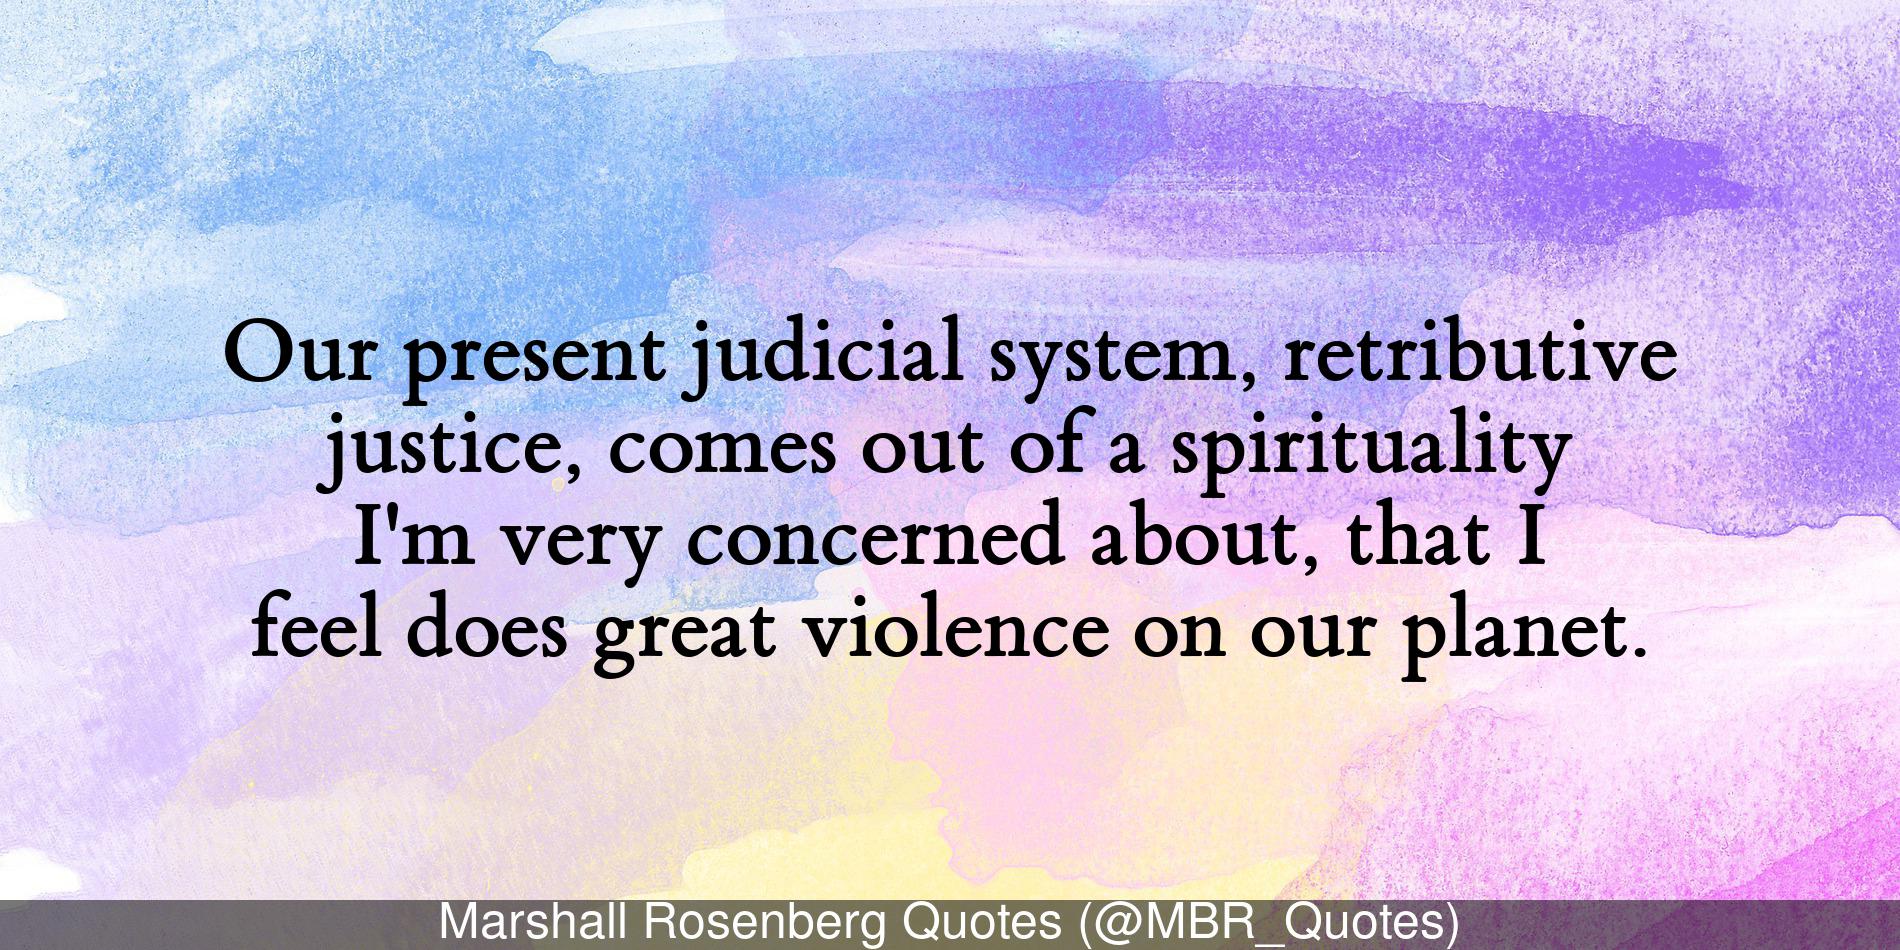 Our present judicial system, retributive
justice, comes out of a spirituality
I'm very concerned about, that I
feel does great violence on our planet.
Marshall Rosenberg Quotes (@MBR_Quotes)